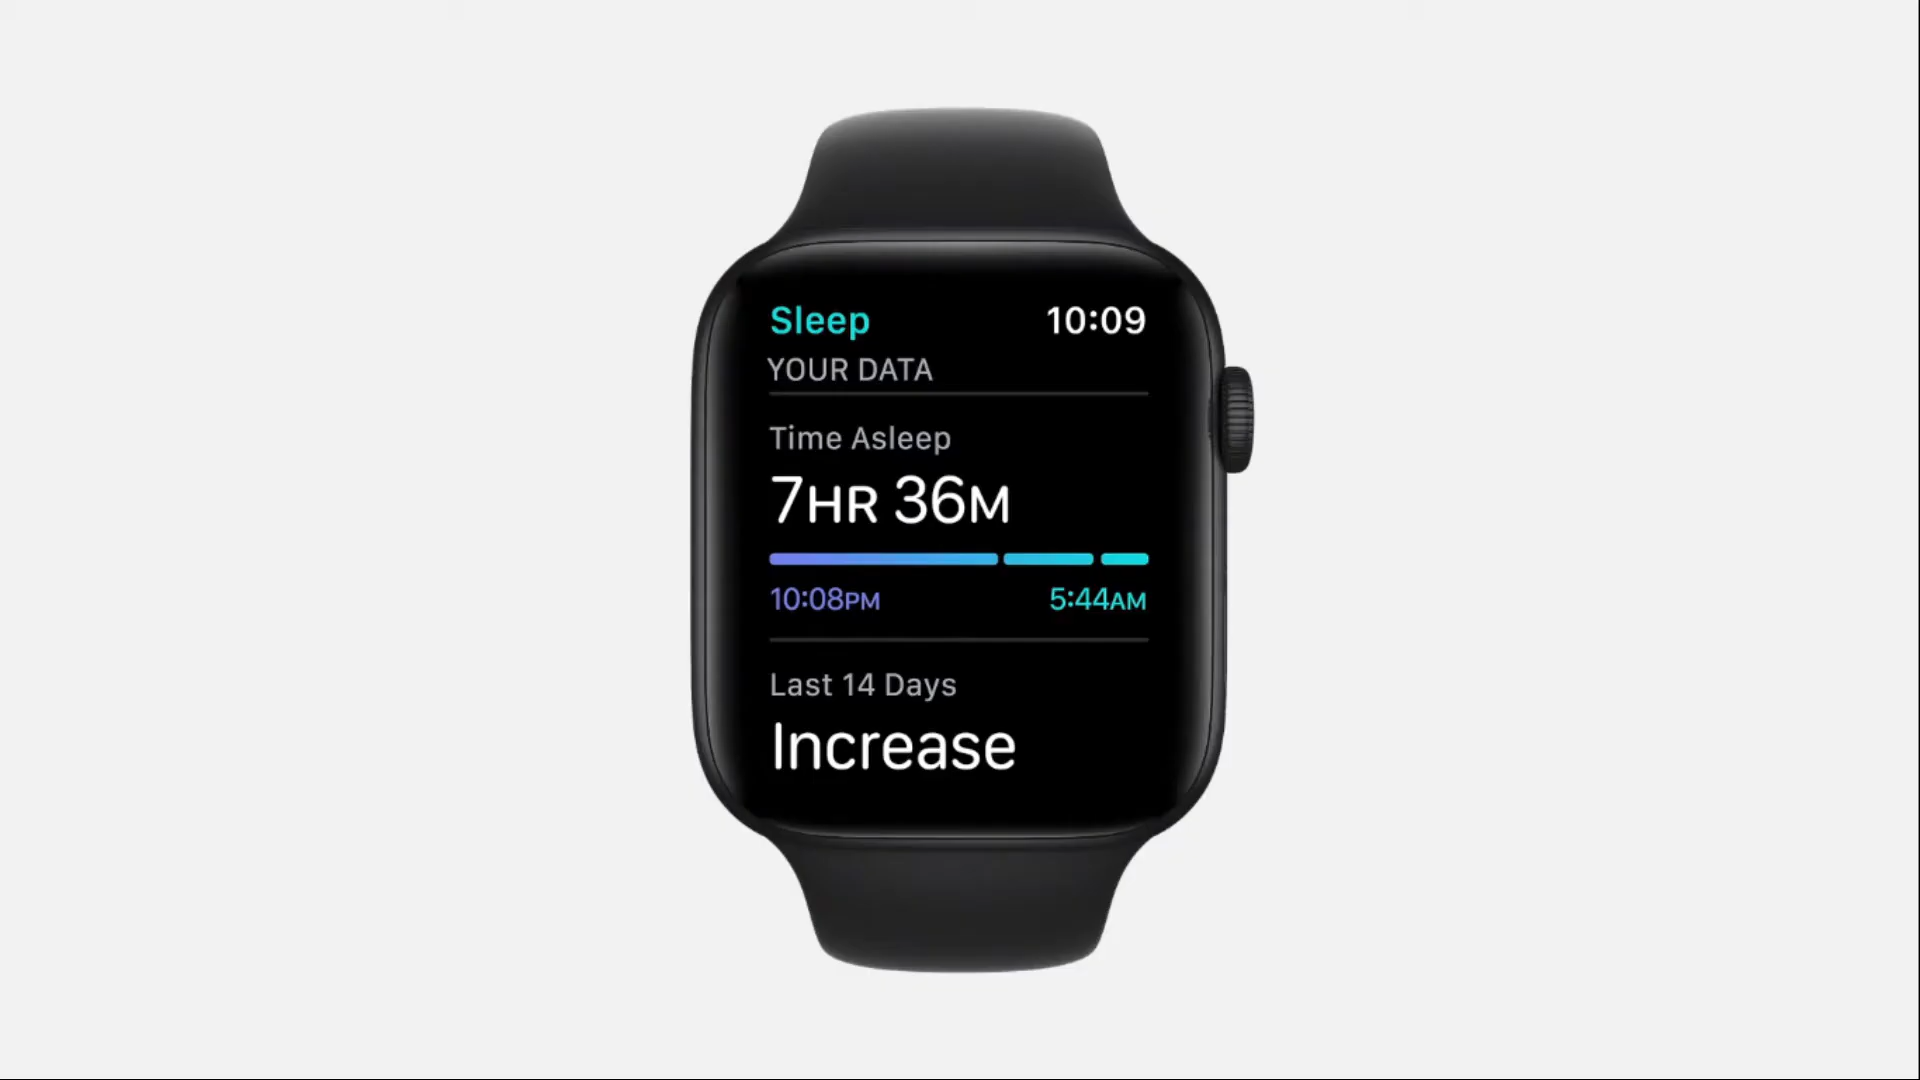 Sleep 10:09
YOUR DATA
Time Asleep
7HR 36M
10:08PM 5:44AM
Last 14 Days
Increase